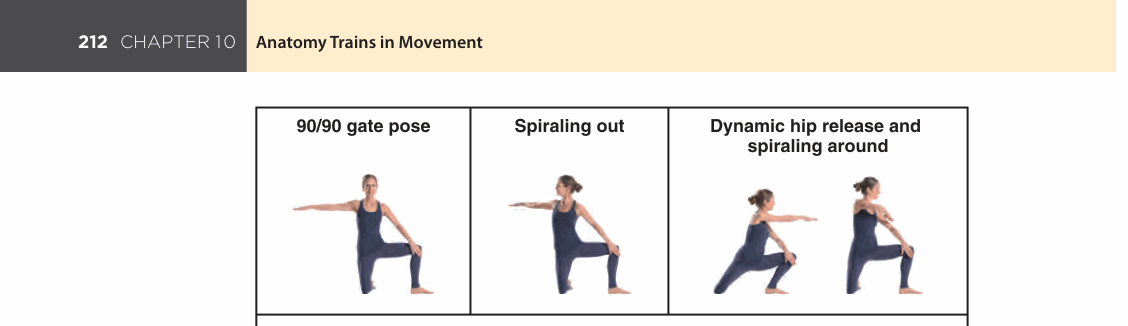 212 CHAPTER 10 Anatomy Trains in Movement
90/90 gate pose
Spiraling out
Dynamic hip release and
spiraling around